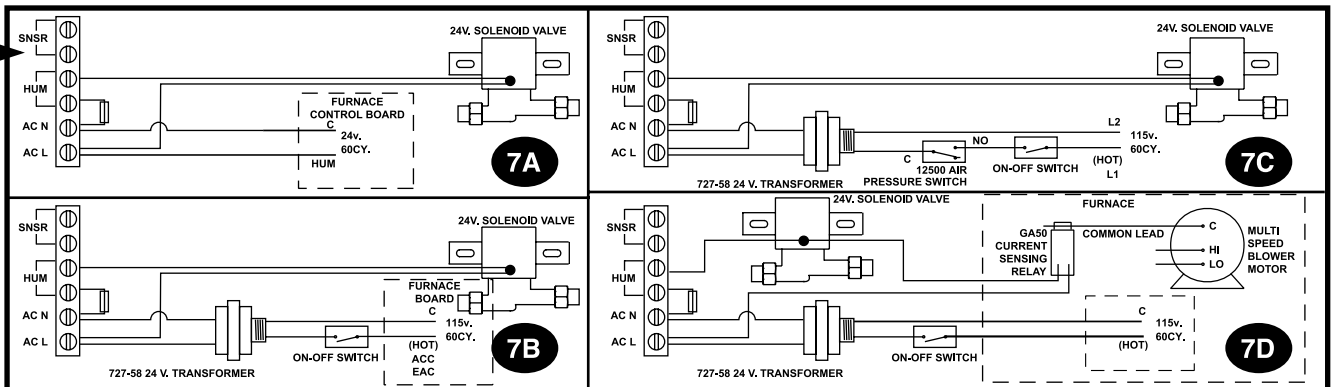 SNSR
HUM
AC N
AC L
24V. SOLENOID VALVE
FURNACE
CONTROL BOARD
C
24v.
60CY.
HUM
7A
SNSR
HUM
AC N
AC L
24V. SOLENOID VALVE
L2
115v.
60CY.
(HOT)
L1
NO
C
12500 AIR
PRESSURE SWITCH
ON-OFF SWITCH
727-58 24 V. TRANSFORMER
7C
SNSR
HUM
AC N
AC L
24V. SOLENOID VALVE
FURNACE
BOARD
C
115v.
60CY.
(HOT)
ACC
EAC
ON-OFF SWITCH
727-58 24 V. TRANSFORMER
7B
SNSR
HUM
AC N
AC L
24V. SOLENOID VALVE
FURNACE
GA50
CURRENT
SENSING
RELAY
COMMON LEAD
C
HI
LO
MULTI
SPEED
BLOWER
MOTOR
C
115v.
60CY.
(HOT)
ON-OFF SWITCH
727-58 24 V. TRANSFORMER
7D